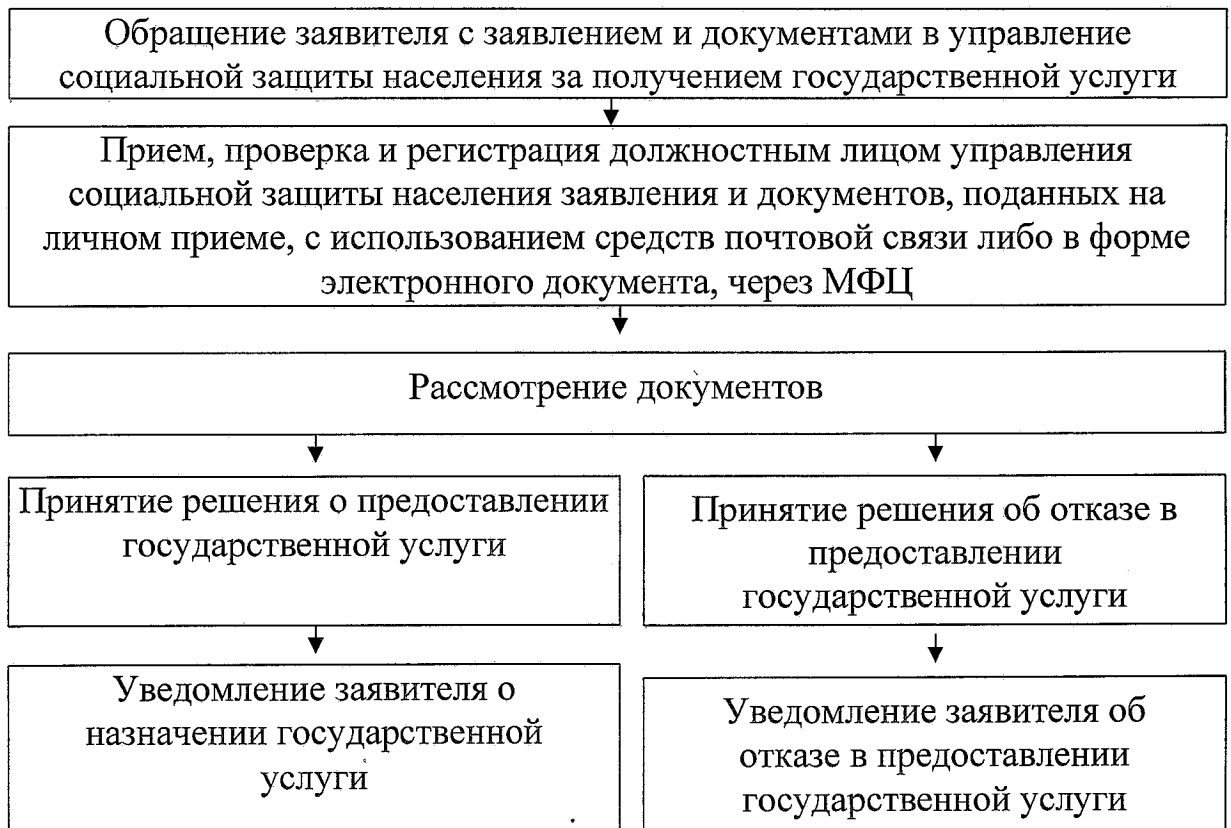 Обращение заявителя с заявлением и документами в управление
социальной защиты населения за получением государственной услуги
Прием, проверка и регистрация должностным лицом управления
социальной защиты населения заявления и документов, поданных на
личном приеме, с использованием средств почтовой связи либо в форме
электронного документа, через МФЦ
Рассмотрение документов
Принятие решения о предоставлении
государственной услуги
Принятие решения об отказе в
предоставлении
государственной услуги
Уведомление заявителя о
назначении государственной
услуги
Уведомление заявителя об
отказе в предоставлении
государственной услуги